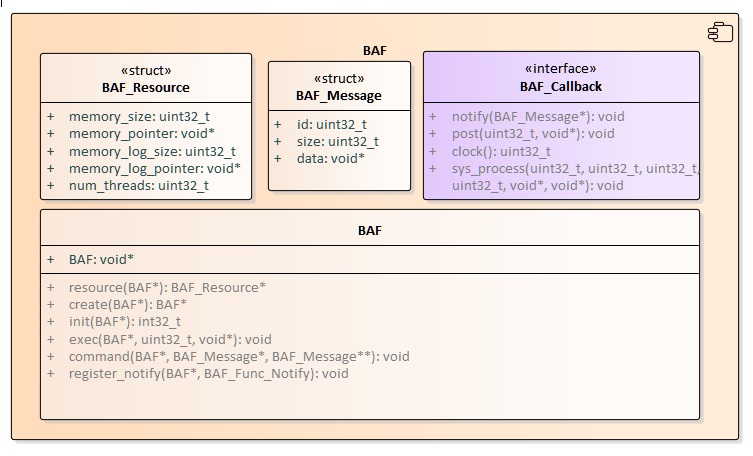 BAF
«struct»
BAF_Resource
+ memory_size: uint32_t
+ memory_pointer: void*
+ memory_log_size: uint32_t
+ memory_log_pointer: void*
+ num_threads: uint32_t
«struct»
BAF_Message
+ id: uint32_t
+ size: uint32_t
+ data: void*
«interface»
BAF_Callback
+ notify(BAF_Message*): void
+ post(uint32_t, void*): void
+ clock(): uint32_t
+ sys_process(uint32_t, uint32_t, uint32_t,
uint32_t, void*, void*): void
BAF
+ BAF: void*
+ resource(BAF*): BAF_Resource*
+ create(BAF*): BAF*
+ init(BAF*): int32_t
+ exec(BAF*, uint32_t, void*): void
+ command(BAF*, BAF_Message*, BAF_Message**): void
+ register_notify(BAF*, BAF_Func_Notify): void